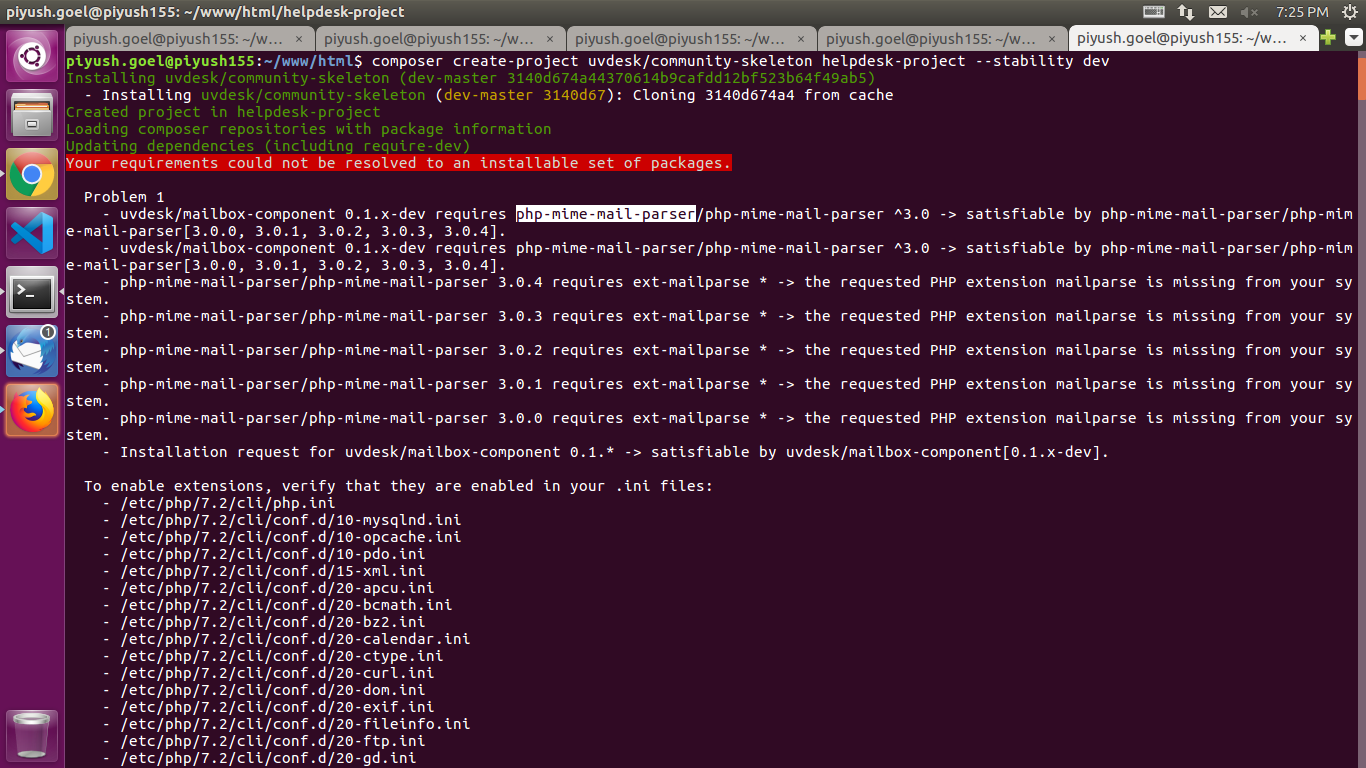 piyush.goel@piyush155: ~/www/html/helpdesk-project
7:25 PM
piyush.goel@piyush155: ~/w... ×
piyush.goel@piyush155: ~/w... ×
piyush.goel@piyush155: ~/w... ×
piyush.goel@piyush155: ~/w... ×
piyush.goel@piyush155: ~/w... ×
piyush.goel@piyush155:~/www/html$ composer create-project uvdesk/community-skeleton helpdesk-project --stability dev
Installing uvdesk/community-skeleton (dev-master 3140d674a44370614b9cafdd12bf523b64f49ab5)
- Installing uvdesk/community-skeleton (dev-master 3140d67): Cloning 3140d674a4 from cache
Created project in helpdesk-project
Loading composer repositories with package information
Updating dependencies (including require-dev)
Your requirements could not be resolved to an installable set of packages.
Problem 1
- uvdesk/mailbox-component 0.1.x-dev requires php-mime-mail-parser/php-mime-mail-parser ^3.0 -> satisfiable by php-mime-mail-parser/php-mim
e-mail-parser[3.0.0, 3.0.1, 3.0.2, 3.0.3, 3.0.4].
- uvdesk/mailbox-component 0.1.x-dev requires php-mime-mail-parser/php-mime-mail-parser ^3.0 -> satisfiable by php-mime-mail-parser/php-mim
e-mail-parser[3.0.0, 3.0.1, 3.0.2, 3.0.3, 3.0.4].
- php-mime-mail-parser/php-mime-mail-parser 3.0.4 requires ext-mailparse * -> the requested PHP extension mailparse is missing from your sy
stem.
- php-mime-mail-parser/php-mime-mail-parser 3.0.3 requires ext-mailparse * -> the requested PHP extension mailparse is missing from your sy
stem.
- php-mime-mail-parser/php-mime-mail-parser 3.0.2 requires ext-mailparse * -> the requested PHP extension mailparse is missing from your sy
stem.
- php-mime-mail-parser/php-mime-mail-parser 3.0.1 requires ext-mailparse * -> the requested PHP extension mailparse is missing from your sy
stem.
- php-mime-mail-parser/php-mime-mail-parser 3.0.0 requires ext-mailparse * -> the requested PHP extension mailparse is missing from your sy
stem.
- Installation request for uvdesk/mailbox-component 0.1.* -> satisfiable by uvdesk/mailbox-component[0.1.x-dev].
To enable extensions, verify that they are enabled in your .ini files:
- /etc/php/7.2/cli/php.ini
- /etc/php/7.2/cli/conf.d/10-mysqlnd.ini
- /etc/php/7.2/cli/conf.d/10-opcache.ini
- /etc/php/7.2/cli/conf.d/10-pdo.ini
- /etc/php/7.2/cli/conf.d/15-xml.ini
- /etc/php/7.2/cli/conf.d/20-apcu.ini
- /etc/php/7.2/cli/conf.d/20-bcmath.ini
- /etc/php/7.2/cli/conf.d/20-bz2.ini
- /etc/php/7.2/cli/conf.d/20-calendar.ini
- /etc/php/7.2/cli/conf.d/20-ctype.ini
- /etc/php/7.2/cli/conf.d/20-curl.ini
- /etc/php/7.2/cli/conf.d/20-dom.ini
- /etc/php/7.2/cli/conf.d/20-exif.ini
- /etc/php/7.2/cli/conf.d/20-fileinfo.ini
- /etc/php/7.2/cli/conf.d/20-ftp.ini
- /etc/php/7.2/cli/conf.d/20-gd.ini
>_
1